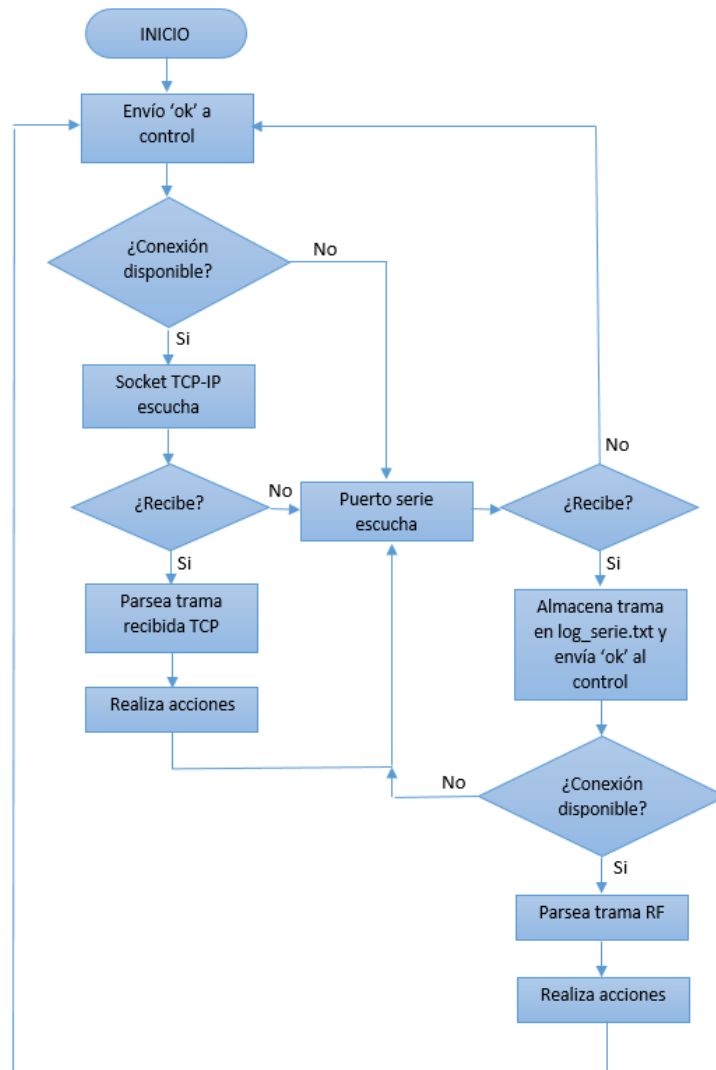 INICIO
Envío ‘ok’ a
control
¿Conexión
disponible?
No
Si
Socket TCP-IP
escucha
¿Recibe?
No
Si
Puerto serie
escucha
¿Recibe?
No
Si
Parsea trama
recibida TCP
Realiza acciones
Almacena trama
en log_serie.txt y
envía ‘ok’ al
control
¿Conexión
disponible?
No
Si
Parsea trama RF
Realiza acciones